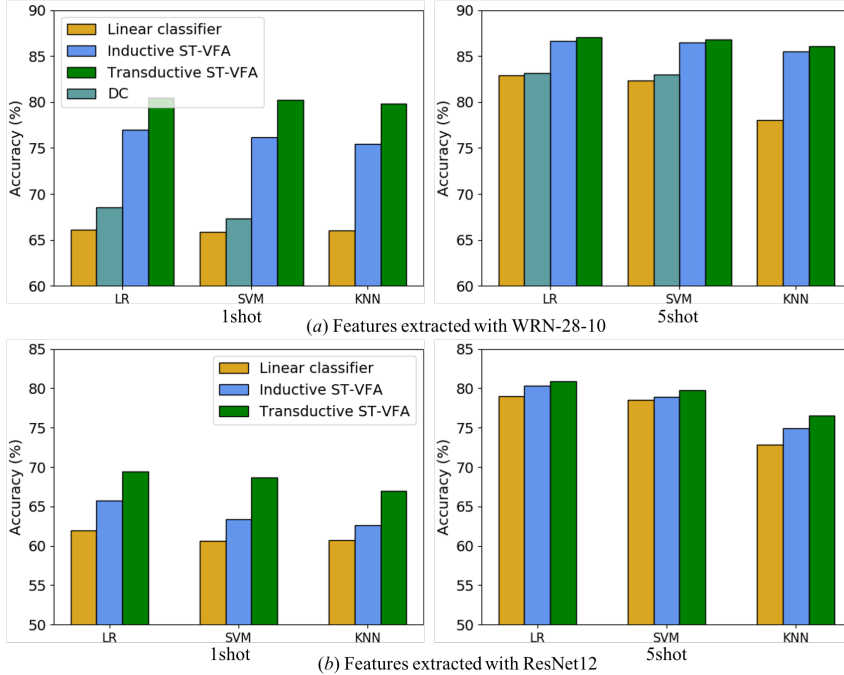 90
85
80
75
70
65
60
Accuracy (%)
Linear classifier
Inductive ST-VFA
Transductive ST-VFA
DC
LR
SVM
KNN
1shot
90
85
80
75
70
65
60
Accuracy (%)
LR
SVM
KNN
5shot
(a) Features extracted with WRN-28-10
85
80
75
70
65
60
55
50
Accuracy (%)
Linear classifier
Inductive ST-VFA
Transductive ST-VFA
LR
SVM
KNN
1shot
85
80
75
70
65
60
55
50
Accuracy (%)
LR
SVM
KNN
5shot
(b) Features extracted with ResNet12